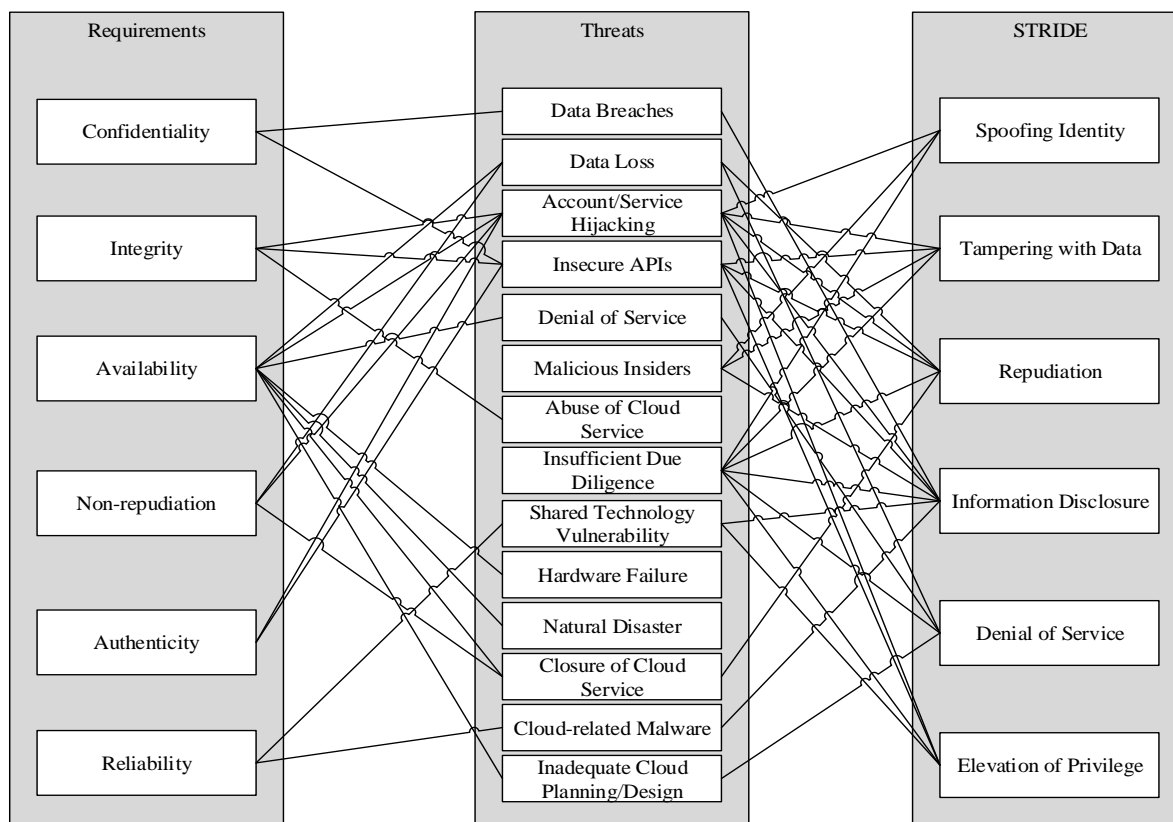 Requirements
Confidentiality
Integrity
Availability
Non-repudiation
Authenticity
Reliability
Threats
Data Breaches
Data Loss
Account/Service
Hijacking
Insecure APIs
Denial of Service
Malicious Insiders
Abuse of Cloud
Service
Insufficient Due
Diligence
Shared Technology
Vulnerability
Hardware Failure
Natural Disaster
Closure of Cloud
Service
Cloud-related Malware
Inadequate Cloud
Planning/Design
STRIDE
Spoofing Identity
Tampering with Data
Repudiation
Information Disclosure
Denial of Service
Elevation of Privilege